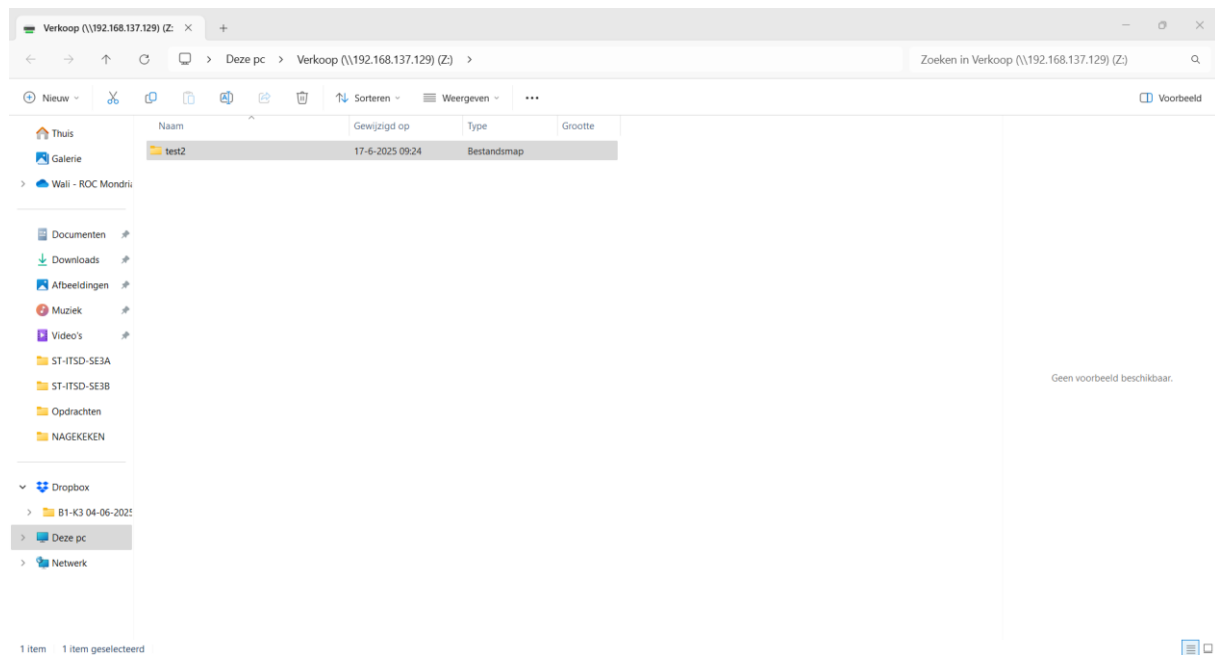 Verkoop (\\192.168.137.129) (Z:
Deze pc > Verkoop (\\192.168.137.129) (Z:) >
Zoeken in Verkoop (\\192.168.137.129) (Z:)
Nieuw
Sorteren
Weergeven
Voorbeeld
Naam Gewijzigd op Type Grootte
test2 17-6-2025 09:24 Bestandsmap
Thuis
Galerie
Wali - ROC Mondria
Documenten
Downloads
Afbeeldingen
Muziek
Video's
ST-ITSD-SE3A
ST-ITSD-SE3B
Opdrachten
NAGEKEKEN
Dropbox
B1-K3 04-06-2025
Deze pc
Netwerk
Geen voorbeeld beschikbaar.
1 item 1 item geselecteerd